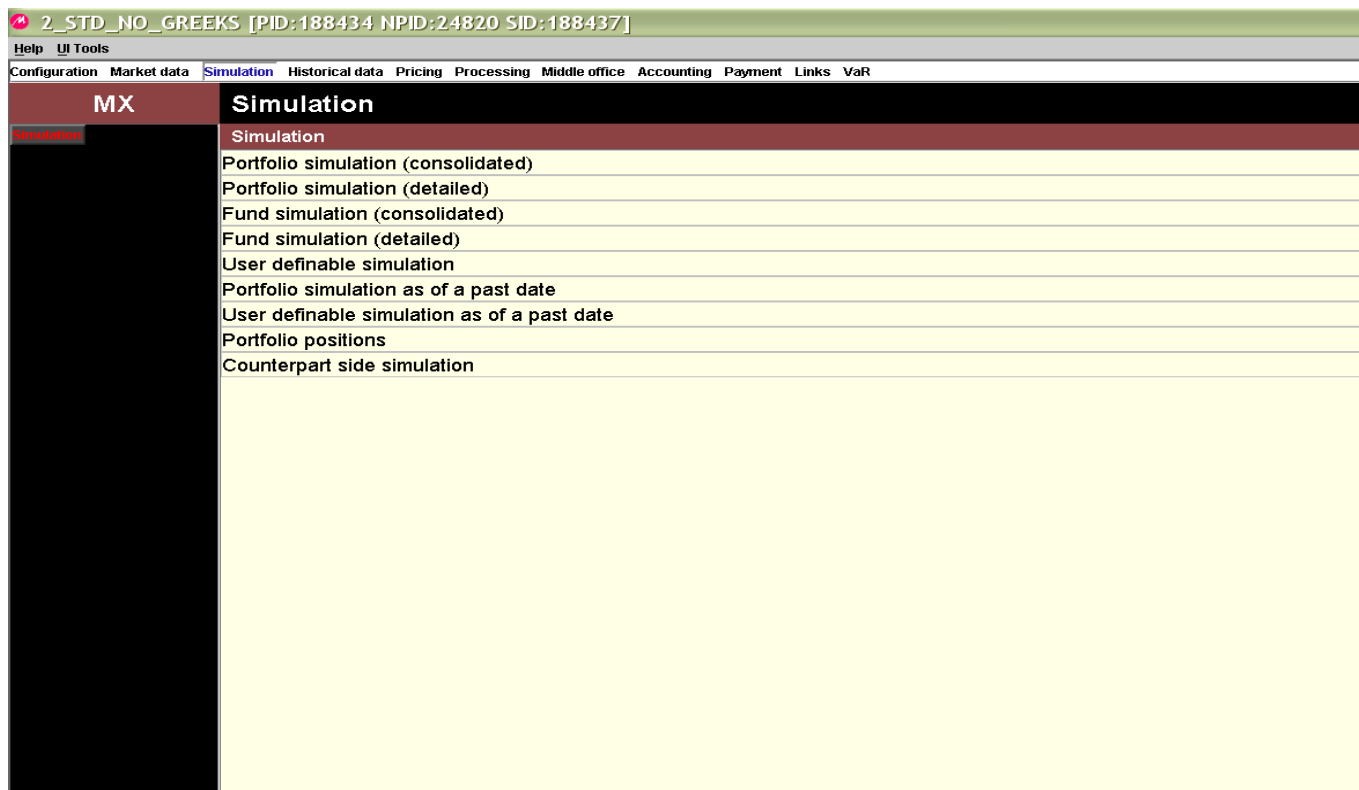 2_STD_NO_GREEKS [PID:188434 NPID:24820 SID:188437]
Help UI Tools
Configuration Market data Simulation Historical data Pricing Processing Middle office Accounting Payment Links VaR
MX Simulation
Simulation Simulation
Portfolio simulation (consolidated)
Portfolio simulation (detailed)
Fund simulation (consolidated)
Fund simulation (detailed)
User definable simulation
Portfolio simulation as of a past date
User definable simulation as of a past date
Portfolio positions
Counterpart side simulation